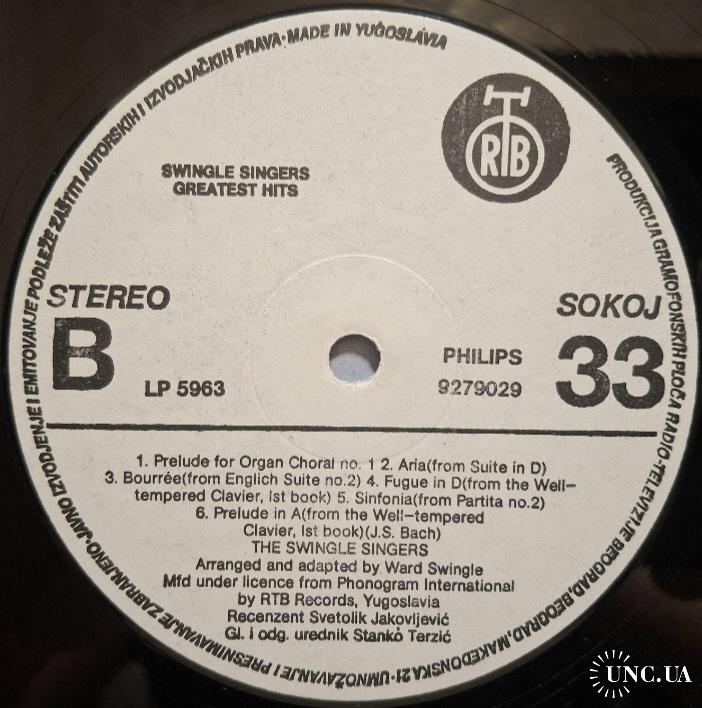 PRODUKCIJA GRAMOFONSKIH PLOČA RADIO-TELEVIZIJE BEOGRAD, BEOGRAD, MAKEDONSKA 21 · UMNOŽAVANJE I PRESNIMAVANJE ZABRANJENO · JAVNO IZVODJENJE I EMITOVANJE PODLEŽE ZAŠTITI AUTORSKIH I IZVODJAČKIH PRAVA · MADE IN YUGOSLAVIA
RTB
SWINGLE SINGERS
GREATEST HITS
STEREO
B
LP 5963
SOKOJ
33
PHILIPS
9279029
1. Prelude for Organ Choral no. 1 2. Aria(from Suite in D)
3. Bourrée(from Englich Suite no.2) 4. Fugue in D(from the Well-
tempered Clavier, Ist book) 5. Sinfonia(from Partita no.2)
6. Prelude in A(from the Well-tempered
Clavier, Ist book)(J.S. Bach)
THE SWINGLE SINGERS
Arranged and adapted by Ward Swingle
Mfd under licence from Phonogram International
by RTB Records, Yugoslavia
Recenzent Svetolik Jakovljević
Gl. i odg. urednik Stanko Terzić
UNC.UA